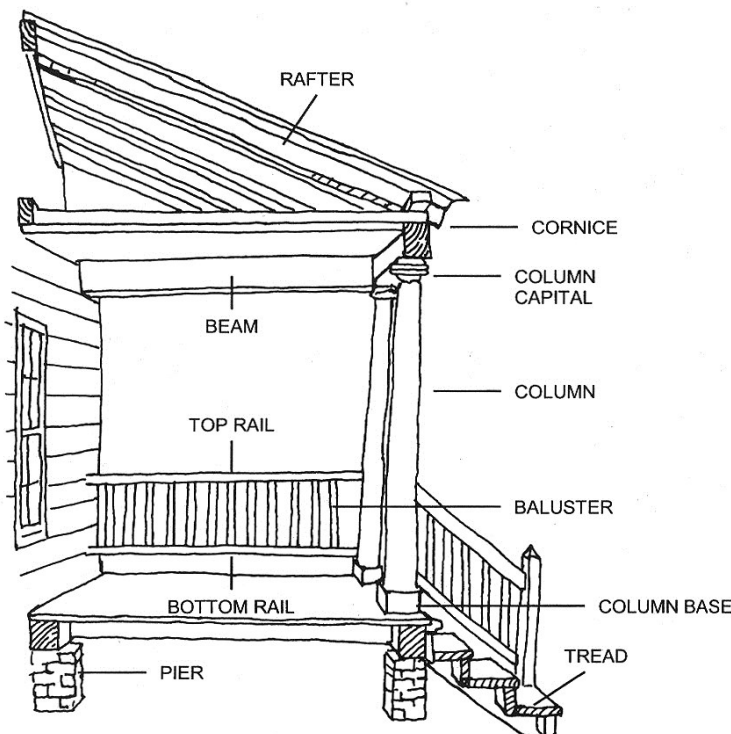 RAFTER
CORNICE
COLUMN
CAPITAL
BEAM
COLUMN
TOP RAIL
BALUSTER
BOTTOM RAIL
COLUMN BASE
TREAD
PIER